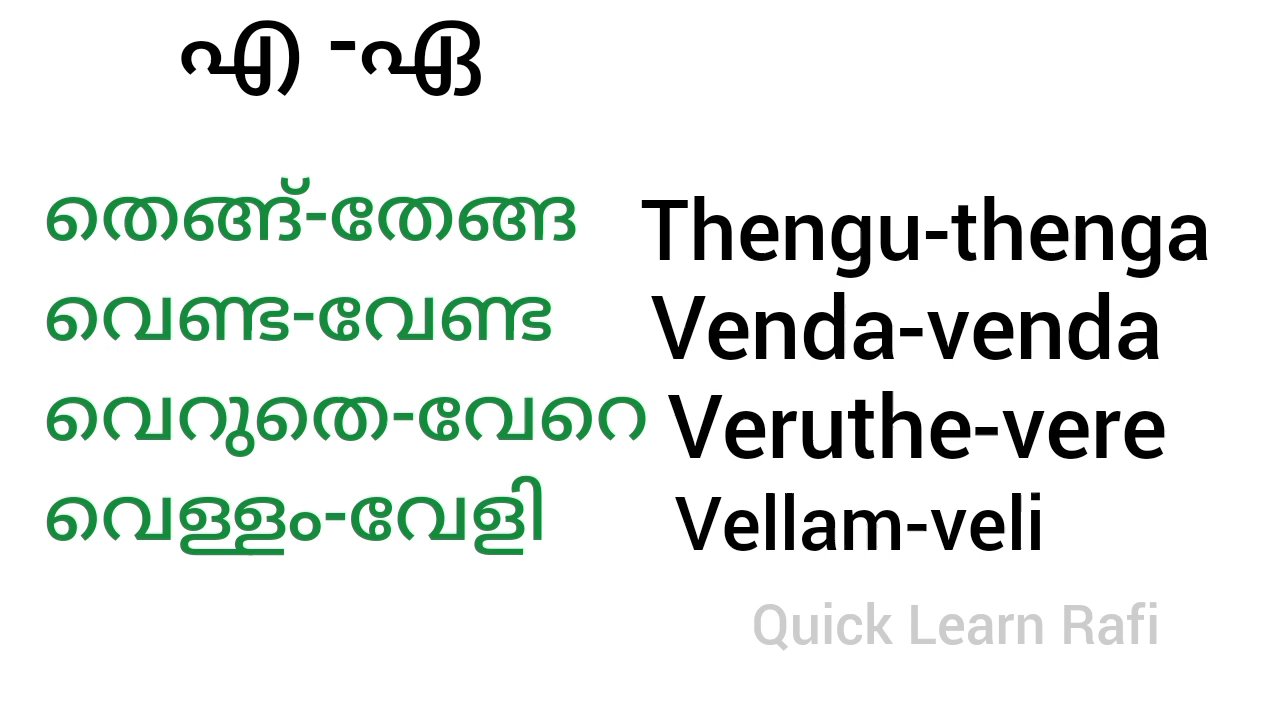 എ -ഏ
തെങ്ങ്-തേങ്ങ Thengu-thenga
വെണ്ട-വേണ്ട Venda-venda
വെറുതെ-വേറെ Veruthe-vere
വെള്ളം-വേളി Vellam-veli
Quick Learn Rafi